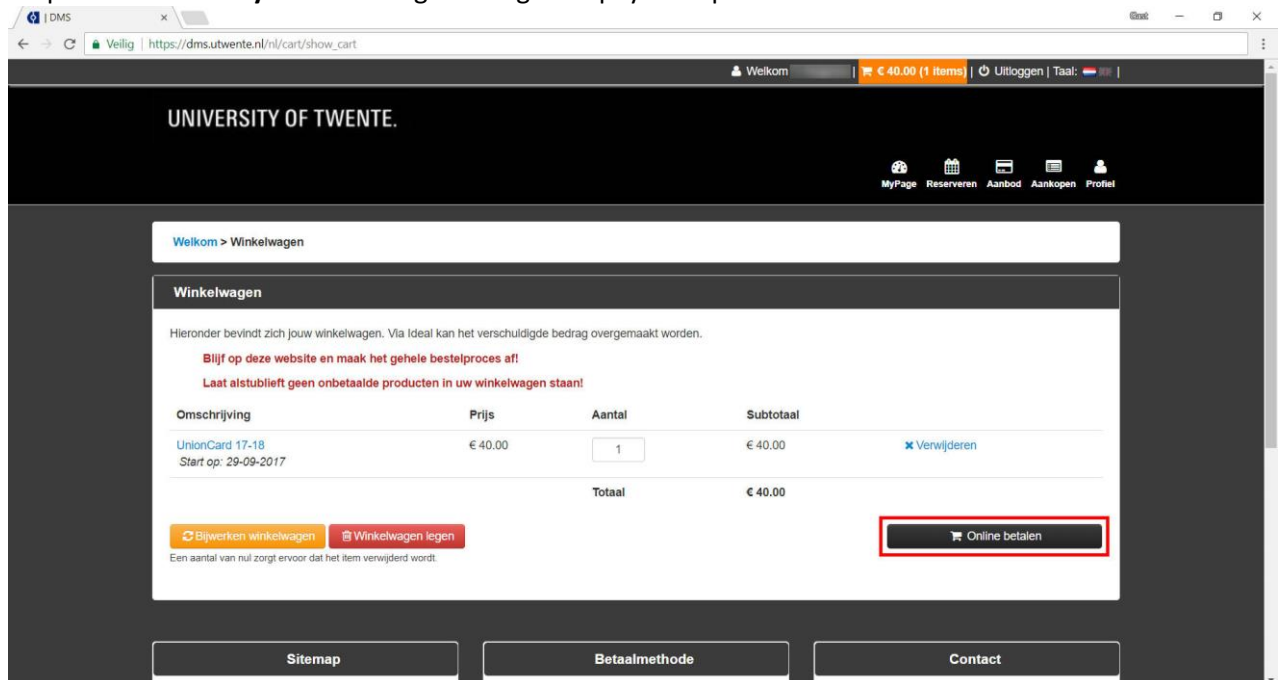 | DMS
Veilig | https://dms.utwente.nl/nl/cart/show_cart
Welkom | € 40.00 (1 items) | Uitloggen | Taal: |
UNIVERSITY OF TWENTE.
MyPage Reserveren Aanbod Aankopen Profiel
Welkom > Winkelwagen
Winkelwagen
Hieronder bevindt zich jouw winkelwagen. Via Ideal kan het verschuldigde bedrag overgemaakt worden.
Blijf op deze website en maak het gehele bestelproces af!
Laat alstublieft geen onbetaalde producten in uw winkelwagen staan!
Omschrijving Prijs Aantal Subtotaal
UnionCard 17-18 € 40.00 1 € 40.00 Verwijderen
Start op: 29-09-2017
Totaal € 40.00
Bijwerken winkelwagen Winkelwagen legen Online betalen
Een aantal van nul zorgt ervoor dat het item verwijderd wordt.
Sitemap Betaalmethode Contact